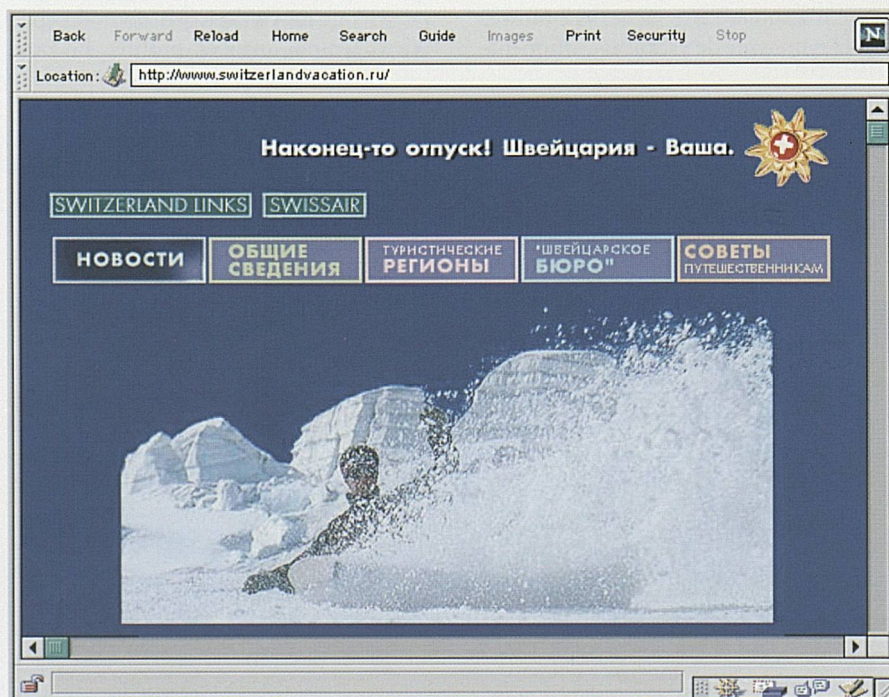 Back Forward Reload Home Search Guide Images Print Security Stop
N
Location: http://www.switzerlandvacation.ru/
Наконец-то отпуск! Швейцария - Ваша.
SWITZERLAND LINKS SWISSAIR
НОВОСТИ
ОБЩИЕ
СВЕДЕНИЯ
ТУРИСТИЧЕСКИЕ
РЕГИОНЫ
"ШВЕЙЦАРСКОЕ
БЮРО"
СОВЕТЫ
ПУТЕШЕСТВЕННИКАМ